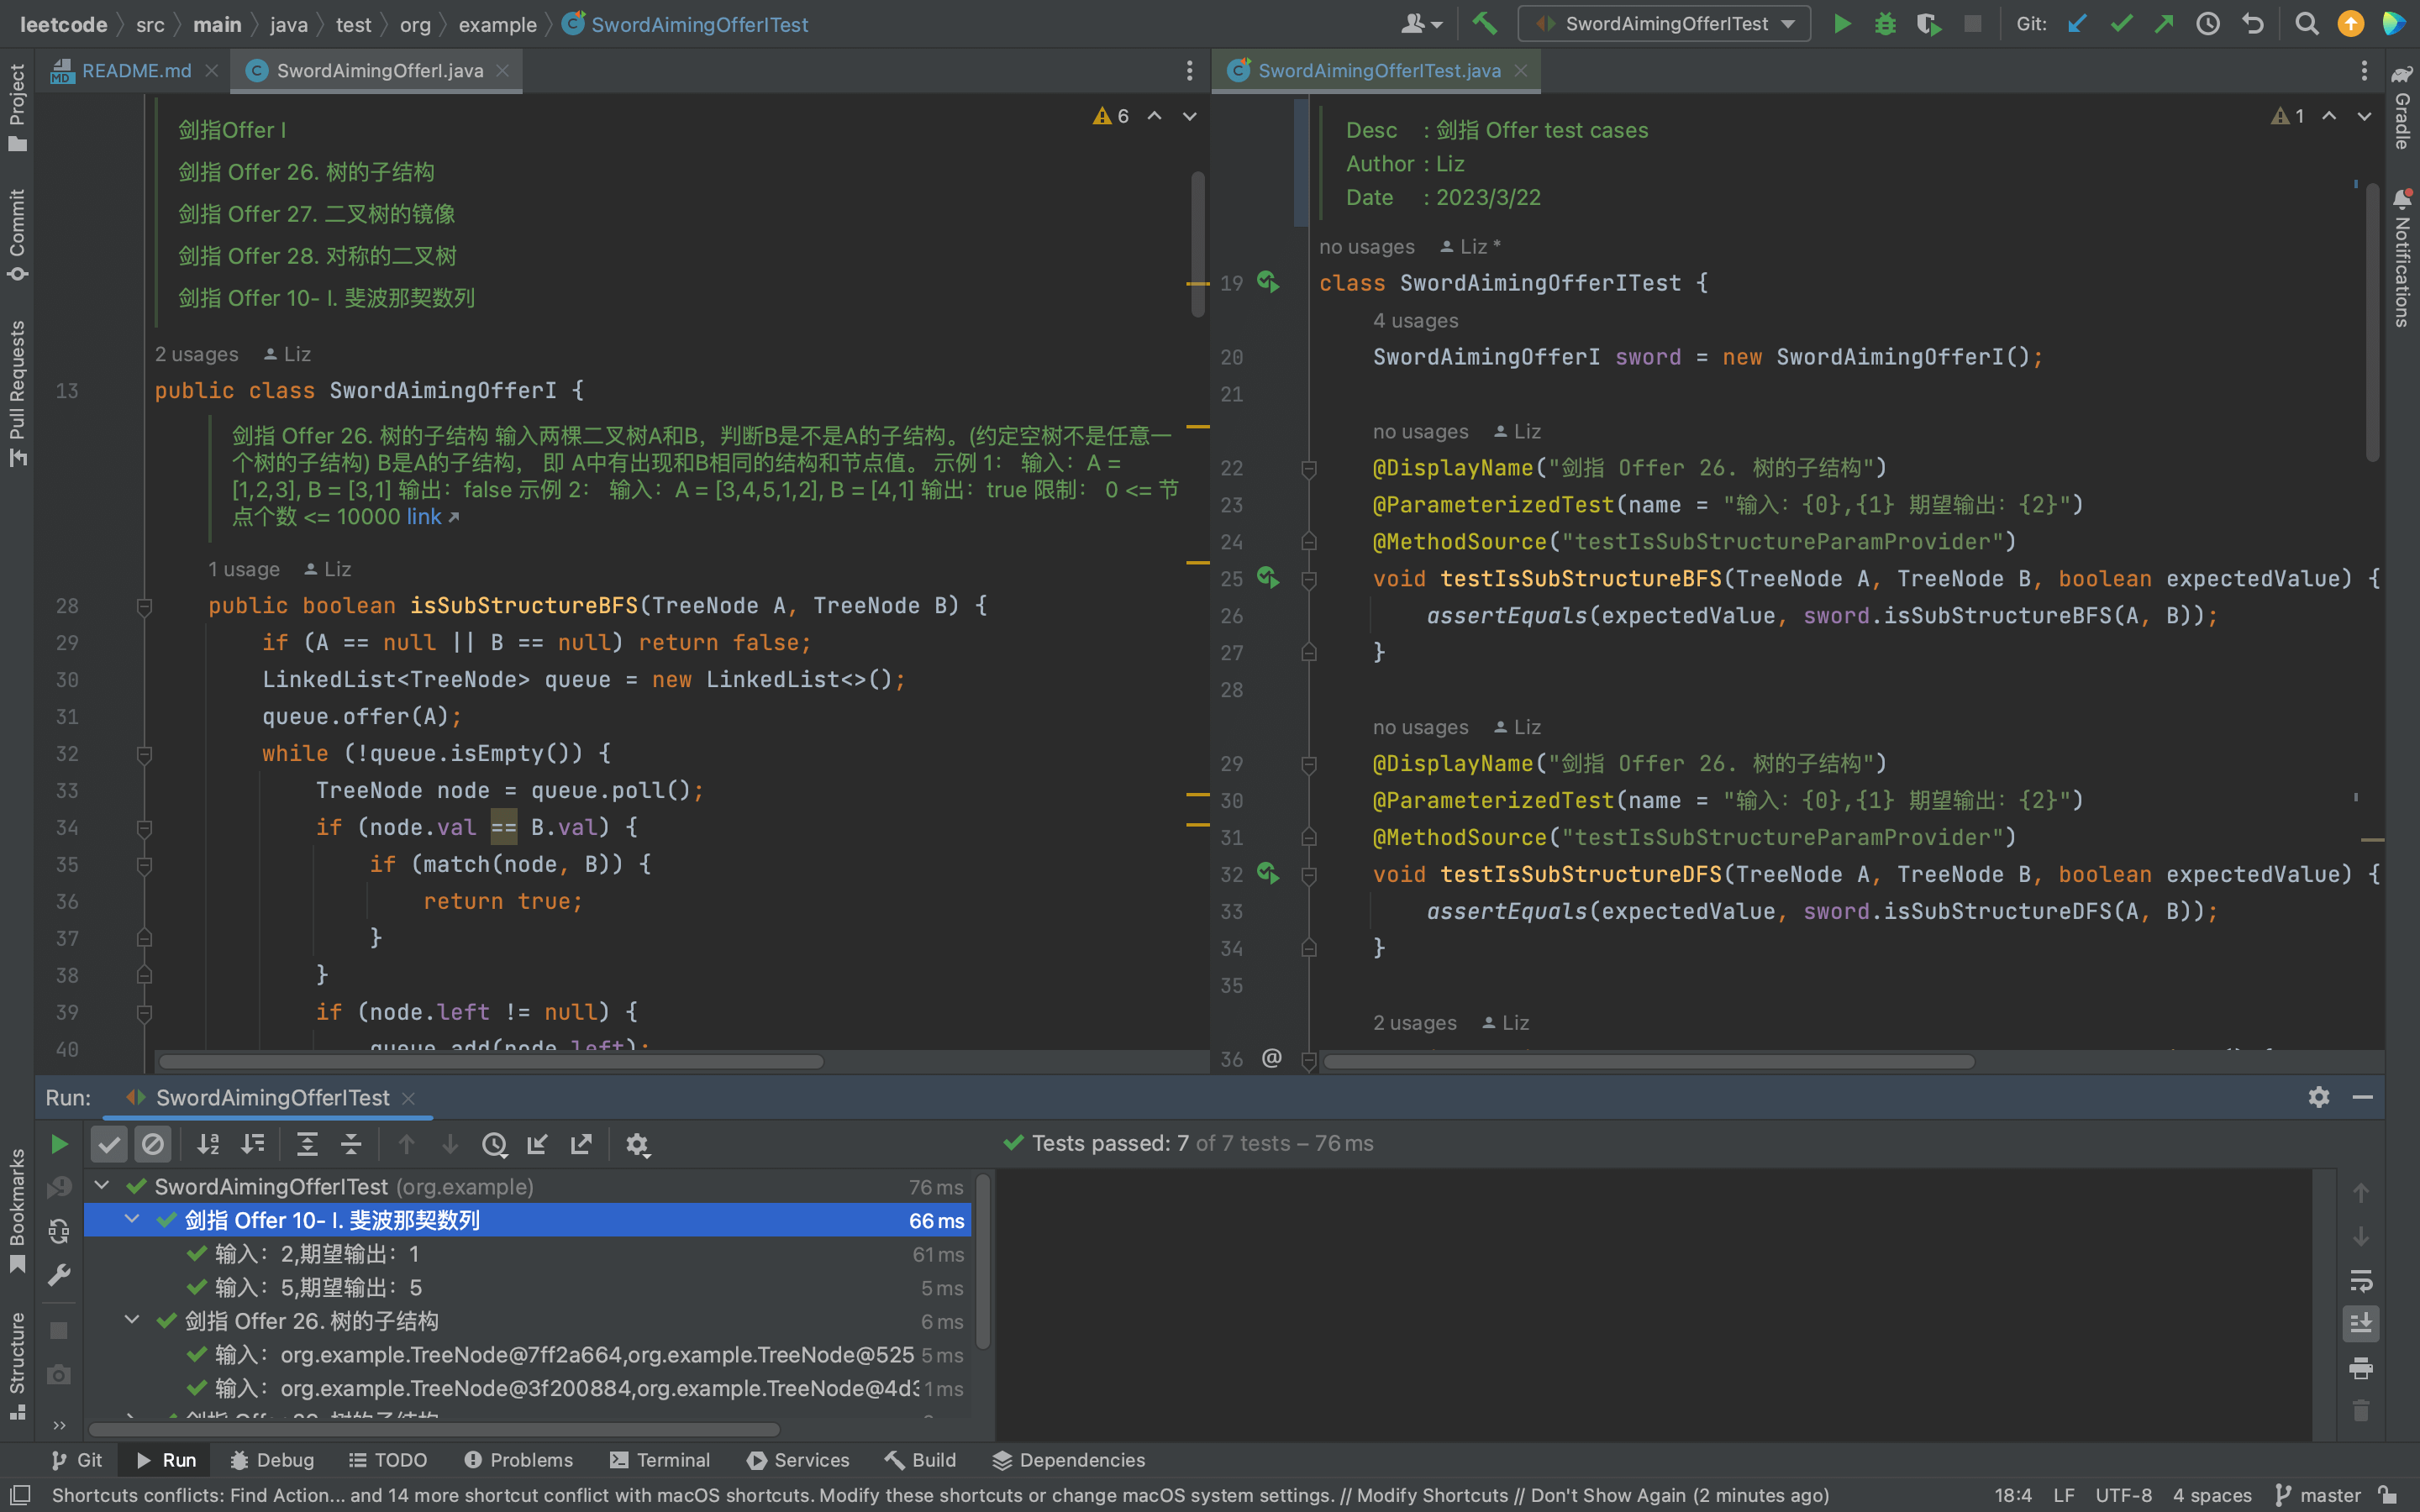 leetcode src main java test org example SwordAimingOfferITest SwordAimingOfferITest Git:
Project
Commit
Pull Requests
Bookmarks
Structure
README.md SwordAimingOfferI.java
6
剑指Offer I
剑指 Offer 26. 树的子结构
剑指 Offer 27. 二叉树的镜像
剑指 Offer 28. 对称的二叉树
剑指 Offer 10- I. 斐波那契数列
2 usages Liz
13 public class SwordAimingOfferI {
剑指 Offer 26. 树的子结构 输入两棵二叉树A和B，判断B是不是A的子结构。(约定空树不是任意一
个树的子结构) B是A的子结构， 即 A中有出现和B相同的结构和节点值。 示例 1： 输入：A =
[1,2,3], B = [3,1] 输出：false 示例 2： 输入：A = [3,4,5,1,2], B = [4,1] 输出：true 限制： 0 <= 节
点个数 <= 10000 link
1 usage Liz
28 public boolean isSubStructureBFS(TreeNode A, TreeNode B) {
29 if (A == null || B == null) return false;
30 LinkedList<TreeNode> queue = new LinkedList<>();
31 queue.offer(A);
32 while (!queue.isEmpty()) {
33 TreeNode node = queue.poll();
34 if (node.val == B.val) {
35 if (match(node, B)) {
36 return true;
37 }
38 }
39 if (node.left != null) {
40 queue.add(node.left);
SwordAimingOfferITest.java
1
Desc : 剑指 Offer test cases
Author : Liz
Date : 2023/3/22
no usages Liz *
19 class SwordAimingOfferITest {
4 usages
20 SwordAimingOfferI sword = new SwordAimingOfferI();
21
no usages Liz
22 @DisplayName("剑指 Offer 26. 树的子结构")
23 @ParameterizedTest(name = "输入：{0},{1} 期望输出：{2}")
24 @MethodSource("testIsSubStructureParamProvider")
25 void testIsSubStructureBFS(TreeNode A, TreeNode B, boolean expectedValue) {
26 assertEquals(expectedValue, sword.isSubStructureBFS(A, B));
27 }
28
no usages Liz
29 @DisplayName("剑指 Offer 26. 树的子结构")
30 @ParameterizedTest(name = "输入：{0},{1} 期望输出：{2}")
31 @MethodSource("testIsSubStructureParamProvider")
32 void testIsSubStructureDFS(TreeNode A, TreeNode B, boolean expectedValue) {
33 assertEquals(expectedValue, sword.isSubStructureDFS(A, B));
34 }
35
2 usages Liz
36 @
Gradle
Notifications
Run: SwordAimingOfferITest
Tests passed: 7 of 7 tests – 76 ms
SwordAimingOfferITest (org.example) 76 ms
剑指 Offer 10- I. 斐波那契数列 66 ms
输入：2,期望输出：1 61 ms
输入：5,期望输出：5 5 ms
剑指 Offer 26. 树的子结构 6 ms
输入：org.example.TreeNode@7ff2a664,org.example.TreeNode@525 5 ms
输入：org.example.TreeNode@3f200884,org.example.TreeNode@4d3 1 ms
Git Run Debug TODO Problems Terminal Services Build Dependencies
Shortcuts conflicts: Find Action... and 14 more shortcut conflict with macOS shortcuts. Modify these shortcuts or change macOS system settings. // Modify Shortcuts // Don't Show Again (2 minutes ago) 18:4 LF UTF-8 4 spaces master